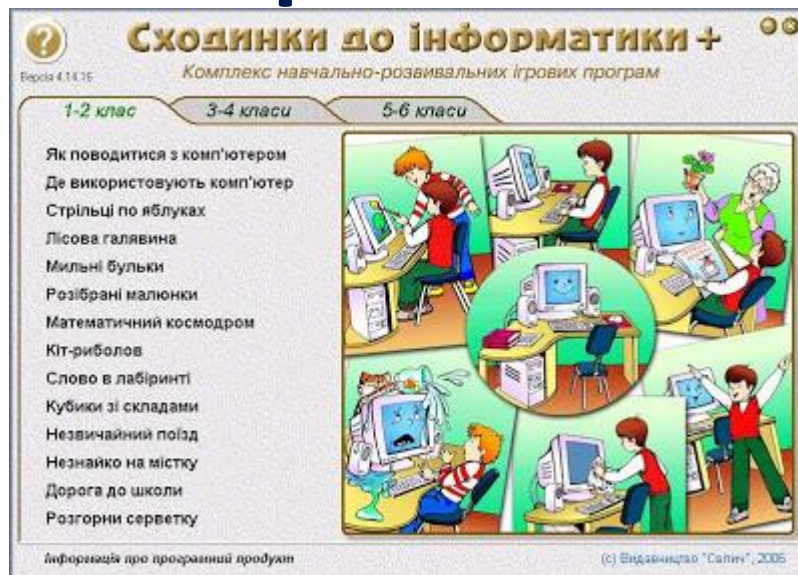 Сходинки до інформатики +
Версія 4.14.16
Комплекс навчально-розвивальних ігрових програм
1-2 клас
3-4 класи
5-6 класи
Як поводитися з комп'ютером
Де використовують комп'ютер
Стрільці по яблуках
Лісова галявина
Мильні бульки
Розібрані малюнки
Математичний космодром
Кіт-риболов
Слово в лабіринті
Кубики зі складами
Незвичайний поїзд
Незнайко на містку
Дорога до школи
Розгорни серветку
Інформація про програмний продукт
(с) Видавництво